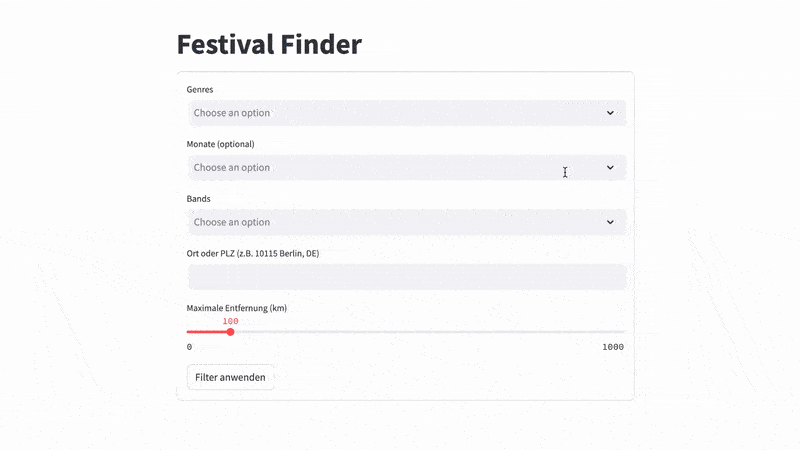 Festival Finder
Genres
Choose an option
Monate (optional)
Choose an option
Bands
Choose an option
Ort oder PLZ (z.B. 10115 Berlin, DE)
Maximale Entfernung (km)
100
0 1000
Filter anwenden